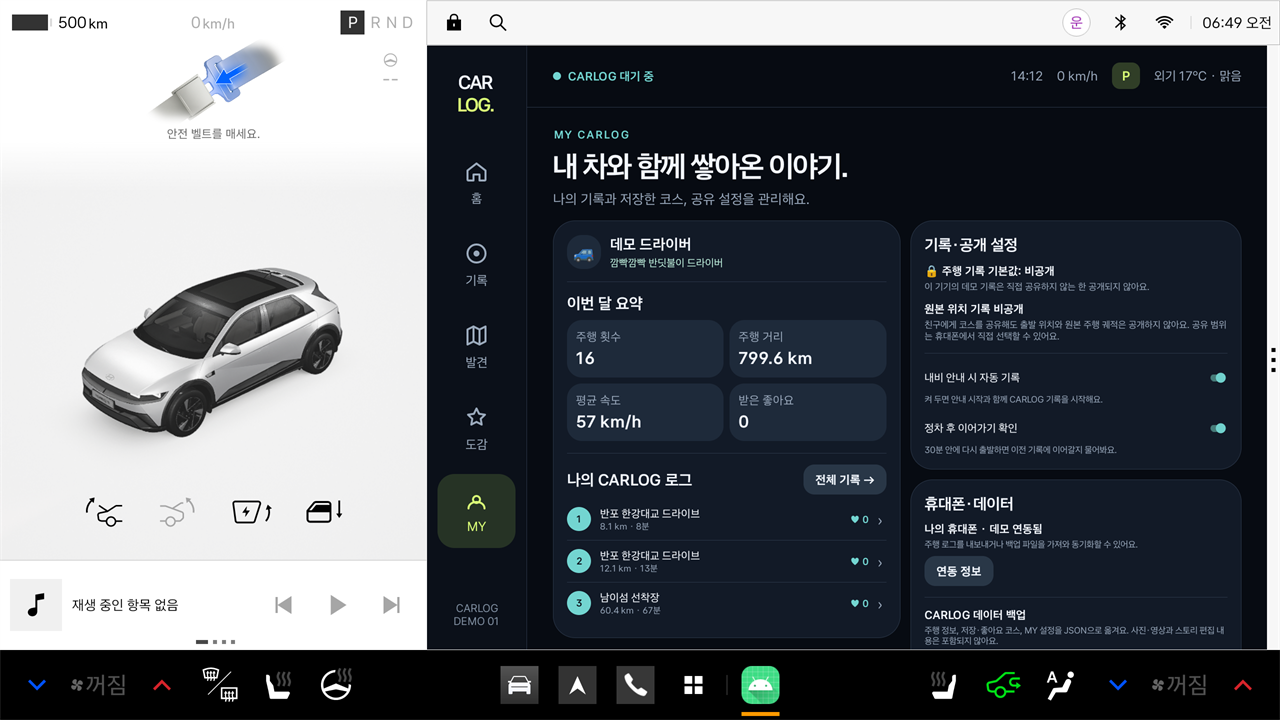 500 km
0 km/h
P R N D
안전 벨트를 매세요.
재생 중인 항목 없음
운
06:49 오전
CAR
LOG.
홈
기록
발견
도감
MY
CARLOG
DEMO 01
CARLOG 대기 중
14:12 0 km/h P 외기 17°C · 맑음
MY CARLOG
내 차와 함께 쌓아온 이야기.
나의 기록과 저장한 코스, 공유 설정을 관리해요.
데모 드라이버
깜빡깜빡 반딧불이 드라이버
이번 달 요약
주행 횟수
16
주행 거리
799.6 km
평균 속도
57 km/h
받은 좋아요
0
나의 CARLOG 로그
전체 기록 →
1 반포 한강대교 드라이브
8.1 km · 8분
0
2 반포 한강대교 드라이브
12.1 km · 13분
0
3 남이섬 선착장
60.4 km · 67분
0
기록·공개 설정
주행 기록 기본값: 비공개
이 기기의 데모 기록은 직접 공유하지 않는 한 공개되지 않아요.
원본 위치 기록 비공개
친구에게 코스를 공유해도 출발 위치와 원본 주행 궤적은 공개하지 않아요. 공유 범위
는 휴대폰에서 직접 선택할 수 있어요.
내비 안내 시 자동 기록
켜 두면 안내 시작과 함께 CARLOG 기록을 시작해요.
정차 후 이어가기 확인
30분 안에 다시 출발하면 이전 기록에 이어갈지 물어봐요.
휴대폰·데이터
나의 휴대폰 · 데모 연동됨
주행 로그를 내보내거나 백업 파일을 가져와 동기화할 수 있어요.
연동 정보
CARLOG 데이터 백업
주행 정보, 저장·좋아요 코스, MY 설정을 JSON으로 옮겨요. 사진·영상과 스토리 편집 내
용은 포함되지 않아요.
꺼짐
A
꺼짐